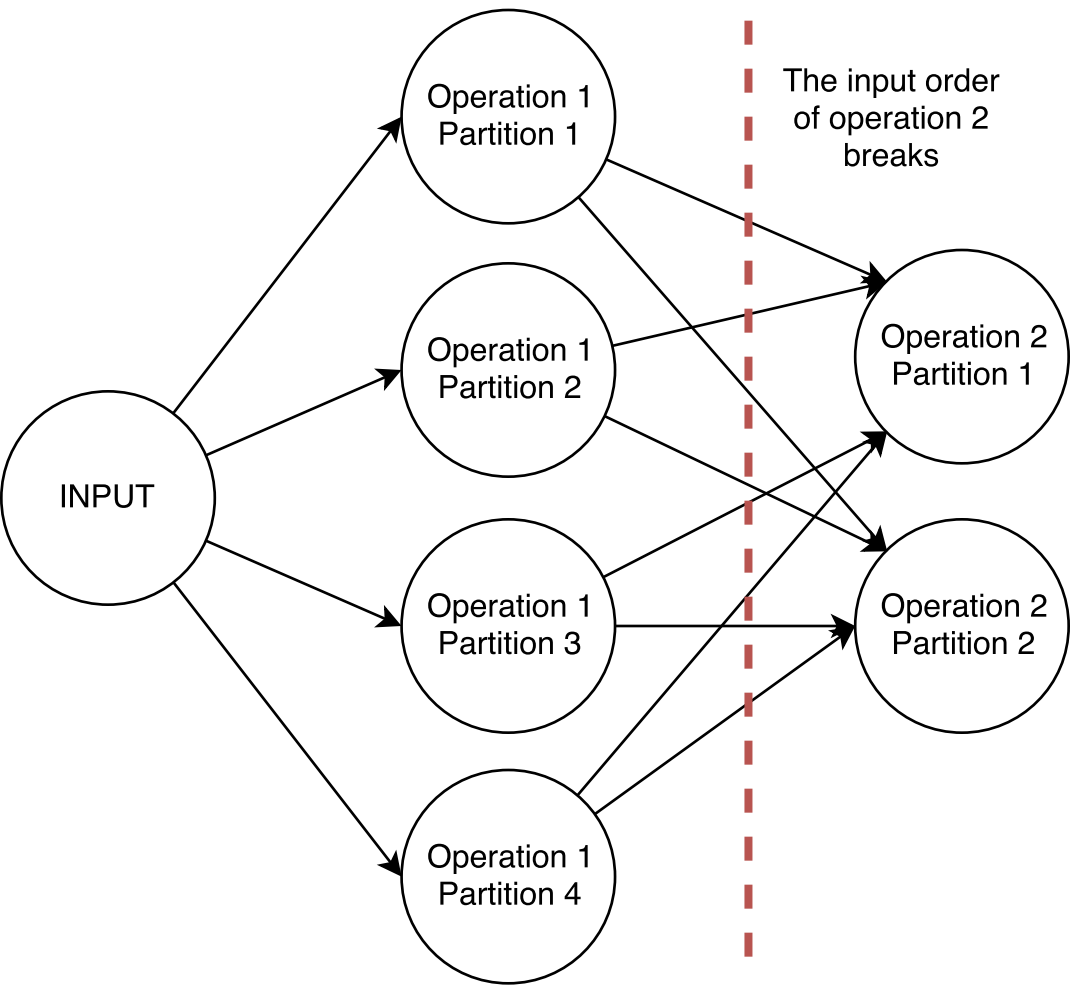 Operation 1
Partition 1
The input order
of operation 2
breaks
Operation 1
Partition 2
Operation 2
Partition 1
INPUT
Operation 1
Partition 3
Operation 2
Partition 2
Operation 1
Partition 4